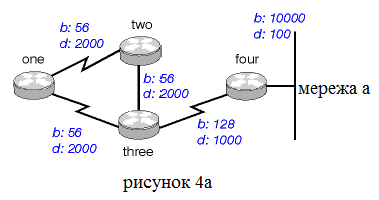 b: 56
d: 2000
two
b: 10000
d: 100
one
b: 56
d: 2000
four
мережа а
b: 56
d: 2000
three
b: 128
d: 1000
рисунок 4а